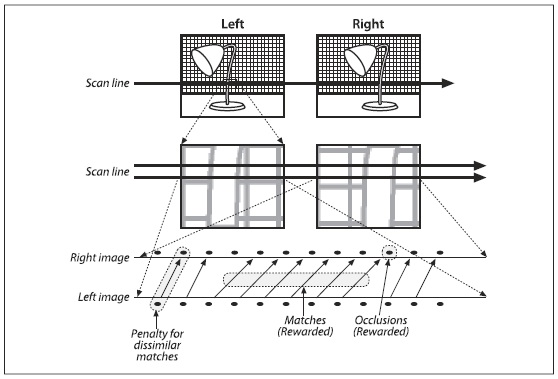 Left Right
Scan line
Scan line
Right image
Left image
Penalty for
dissimilar
matches
Matches
(Rewarded)
Occlusions
(Rewarded)